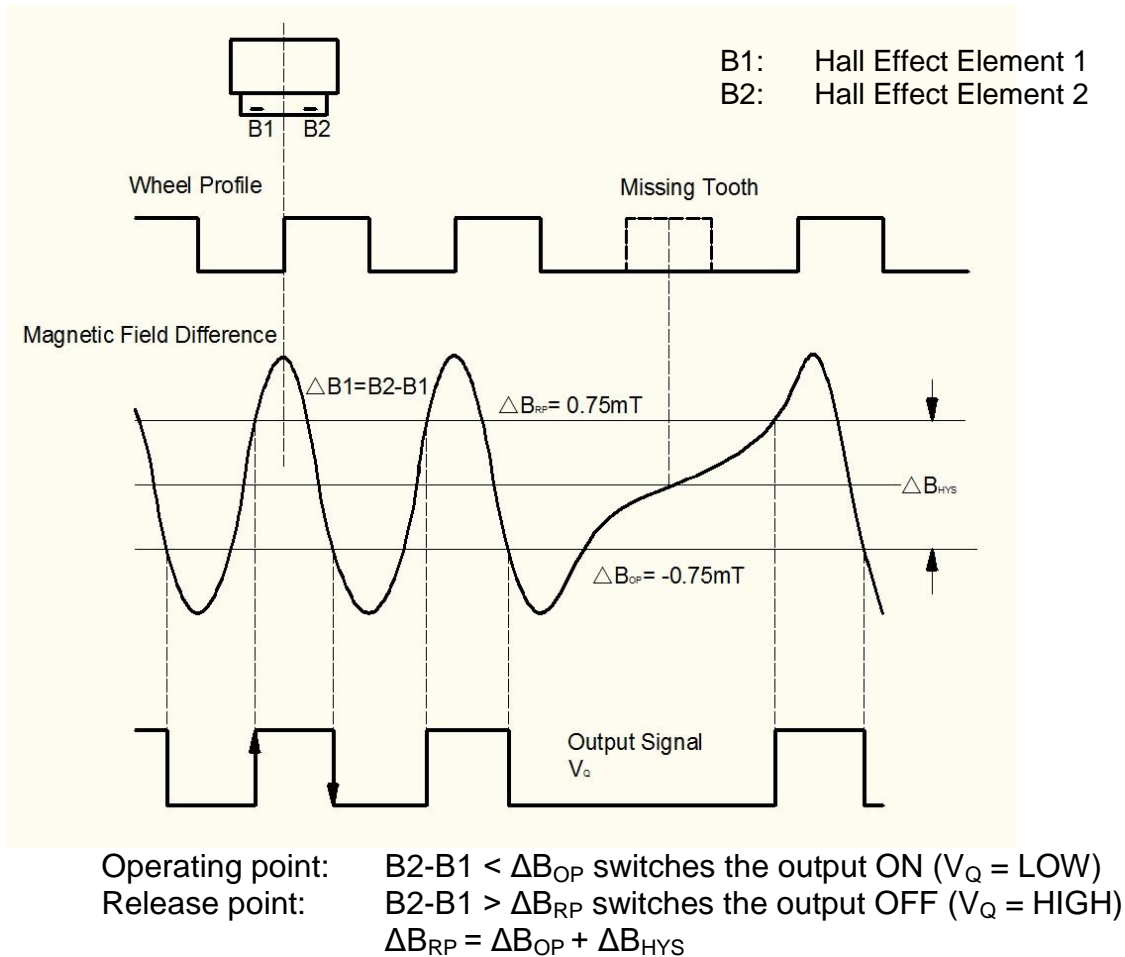 B1: Hall Effect Element 1
B2: Hall Effect Element 2
B1 B2
Wheel Profile
Missing Tooth
Magnetic Field Difference
△B1=B2-B1
△BRP= 0.75mT
△BHYS
△BOP= -0.75mT
Output Signal
VQ
Operating point: B2-B1 < ΔBOP switches the output ON (VQ = LOW)
Release point: B2-B1 > ΔBRP switches the output OFF (VQ = HIGH)
ΔBRP = ΔBOP + ΔBHYS